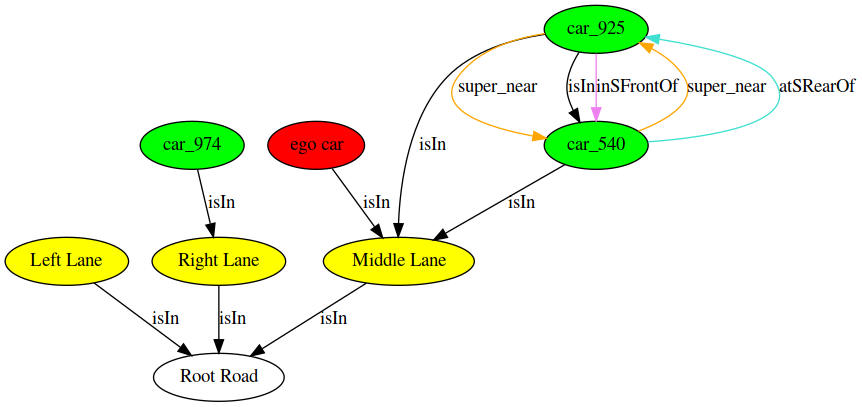 car_925
super_near
isIn
inSFrontOf
super_near
atSRearOf
car_974
ego car
isIn
car_540
isIn
isIn
isIn
Left Lane
Right Lane
Middle Lane
isIn
isIn
isIn
Root Road